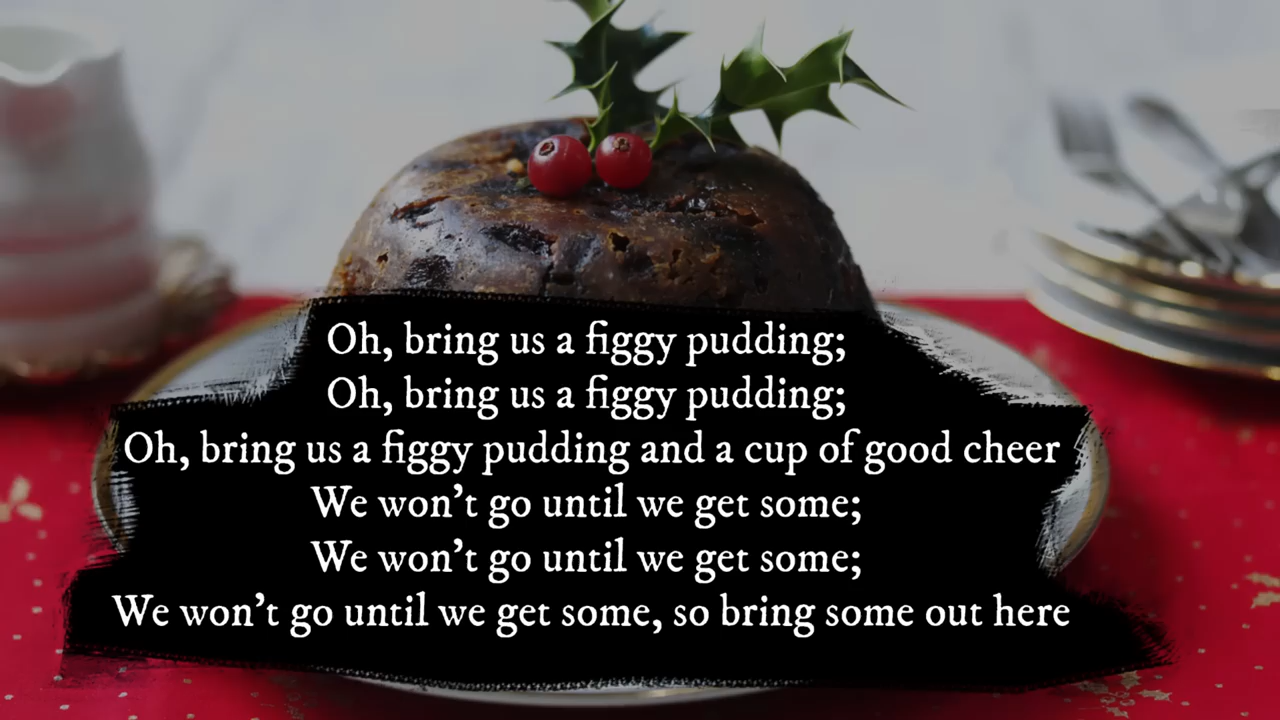 Oh, bring us a figgy pudding;
Oh, bring us a figgy pudding;
Oh, bring us a figgy pudding and a cup of good cheer
We won’t go until we get some;
We won’t go until we get some;
We won’t go until we get some, so bring some out here